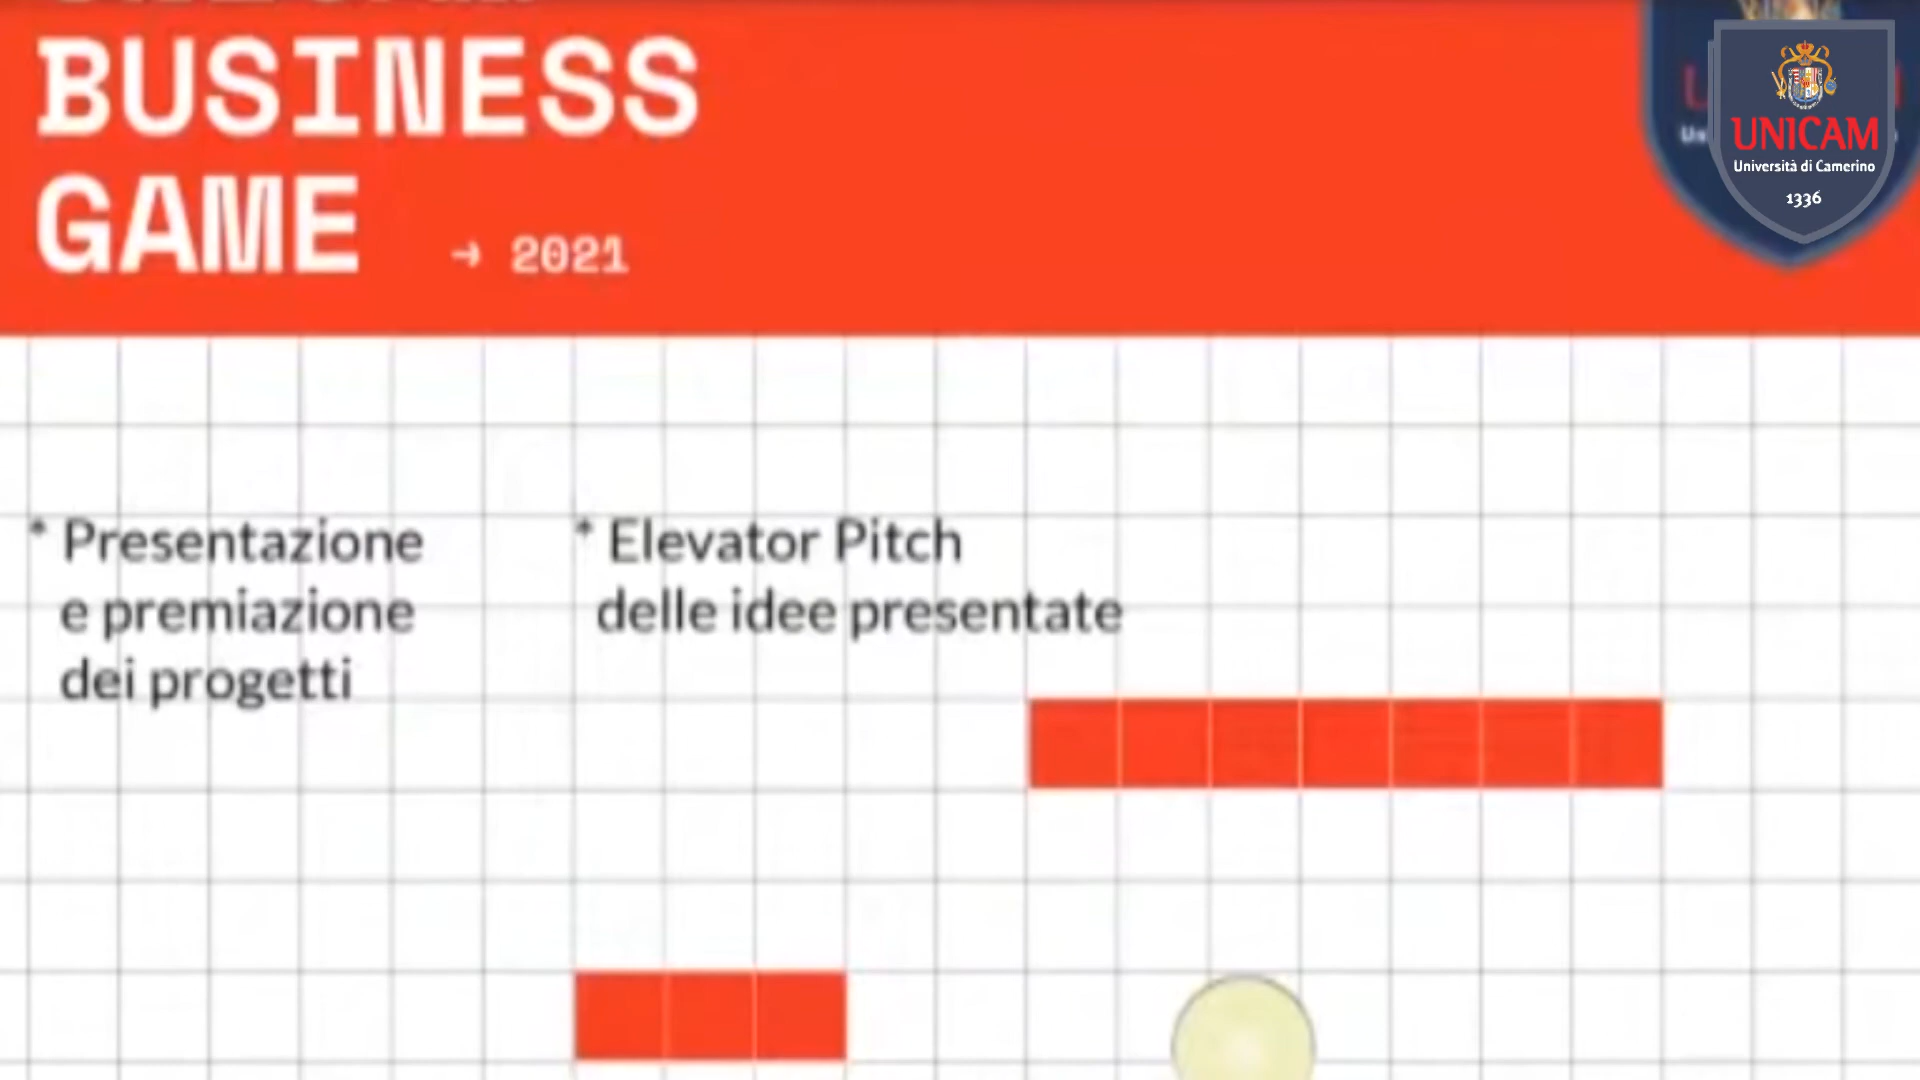 BUSINESS
GAME → 2021
UNICAM
Università di Camerino
1336
* Presentazione
e premiazione
dei progetti
* Elevator Pitch
delle idee presentate